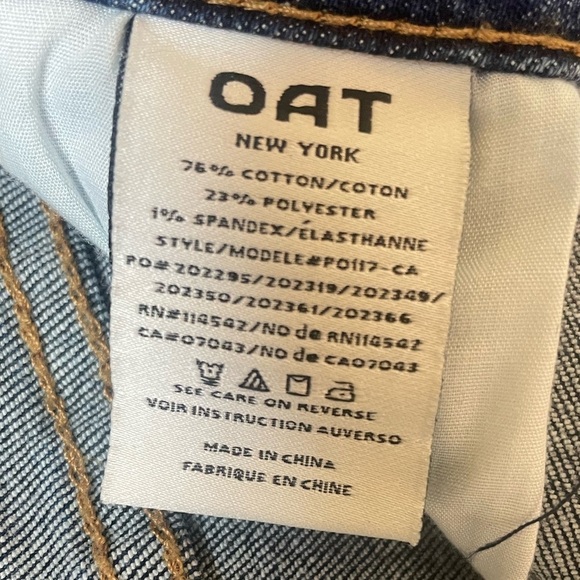 OAT
NEW YORK
76% COTTON/COTON
23% POLYESTER
1% SPANDEX/ÉLASTHANNE
STYLE/MODELE#P0117-CA
PO# 202295/202319/202349/
202350/202361/202366
RN#114542/NO de RN114542
CA#07043/NO de CA07043
SEE CARE ON REVERSE
VOIR INSTRUCTION AUVERSO
MADE IN CHINA
FABRIQUE EN CHINE